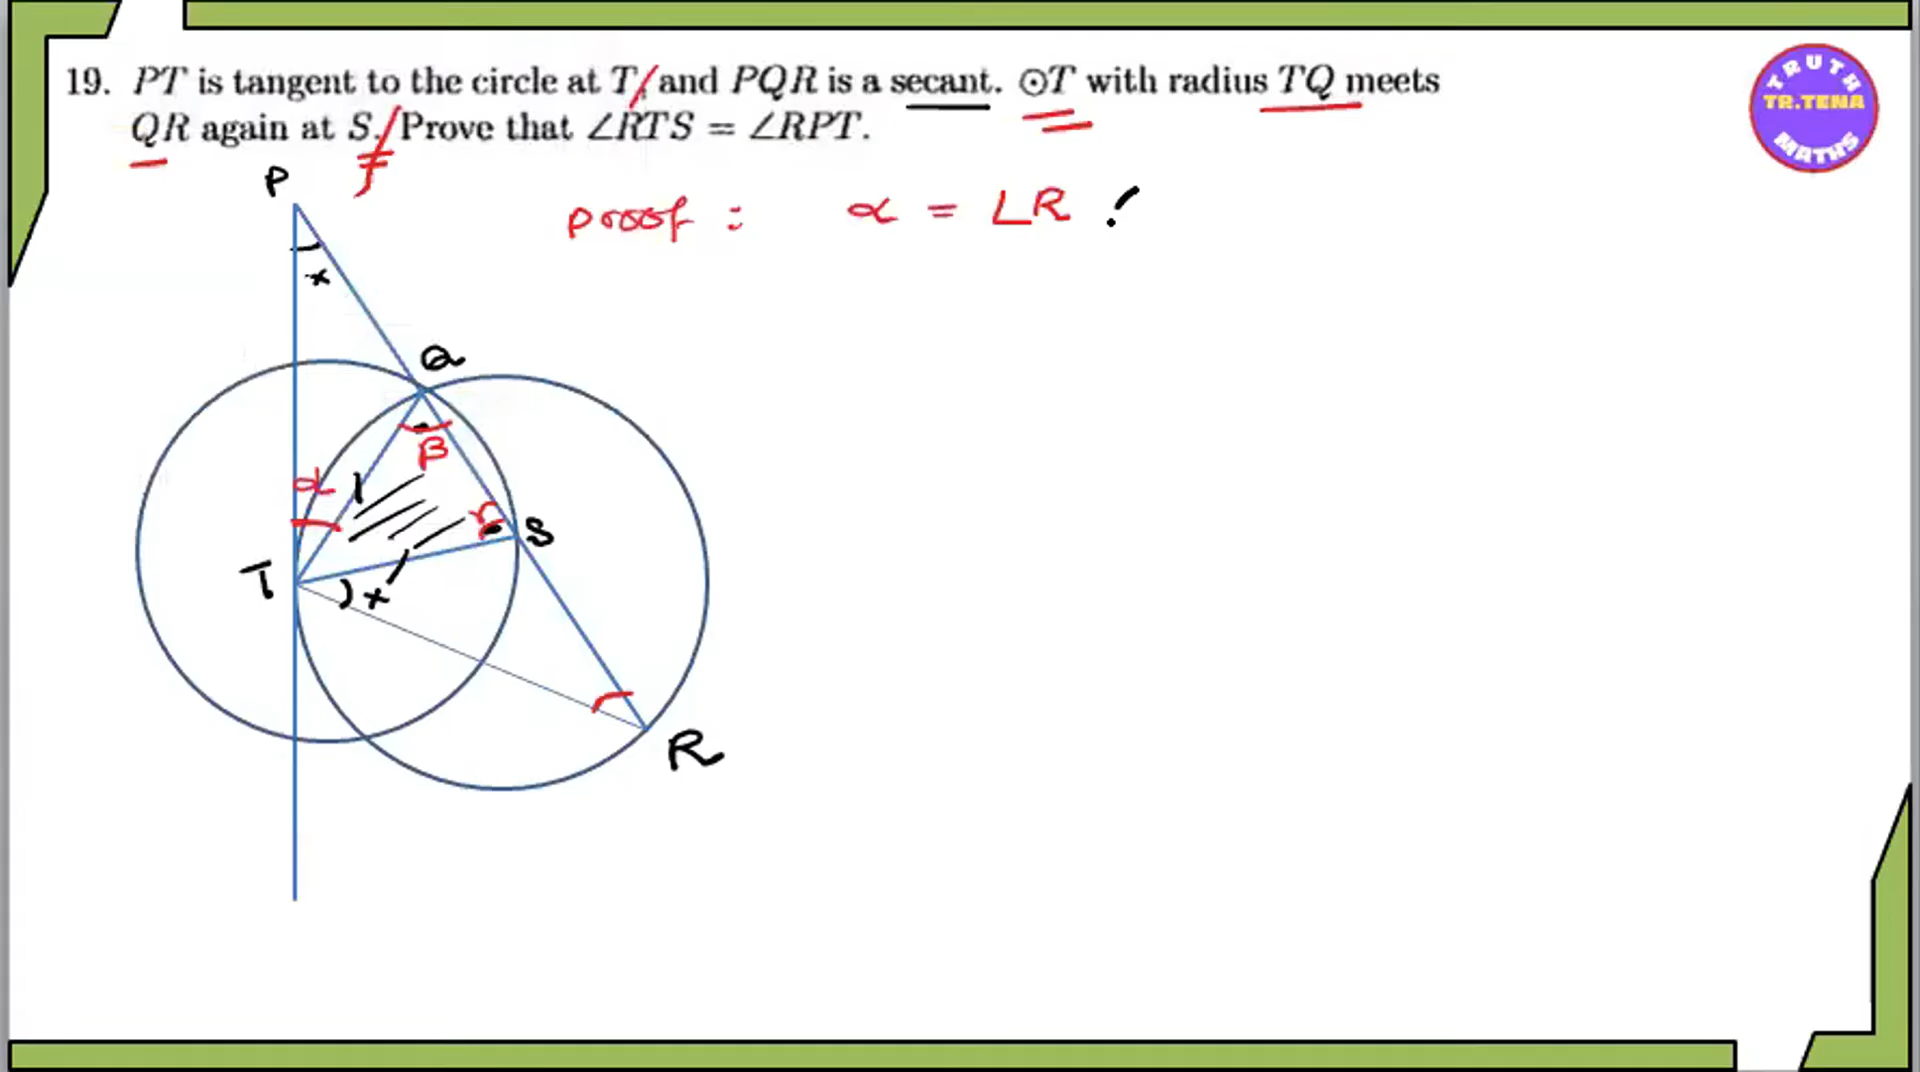 19. PT is tangent to the circle at T, and PQR is a secant. ⊙T with radius TQ meets
QR again at S. Prove that ∠RTS = ∠RPT.
TRUTH
TR.TENA
MATHS
P
proof : α = ∠R
x
Q
β
α
γ
S
T
x
R